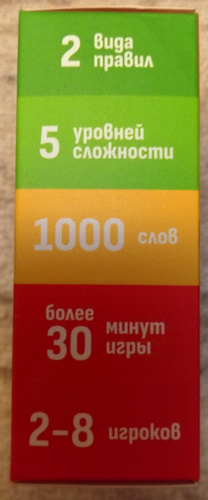 2 вида
правил
5 уровней
сложности
1000 слов
более
30 минут
игры
2-8 игроков